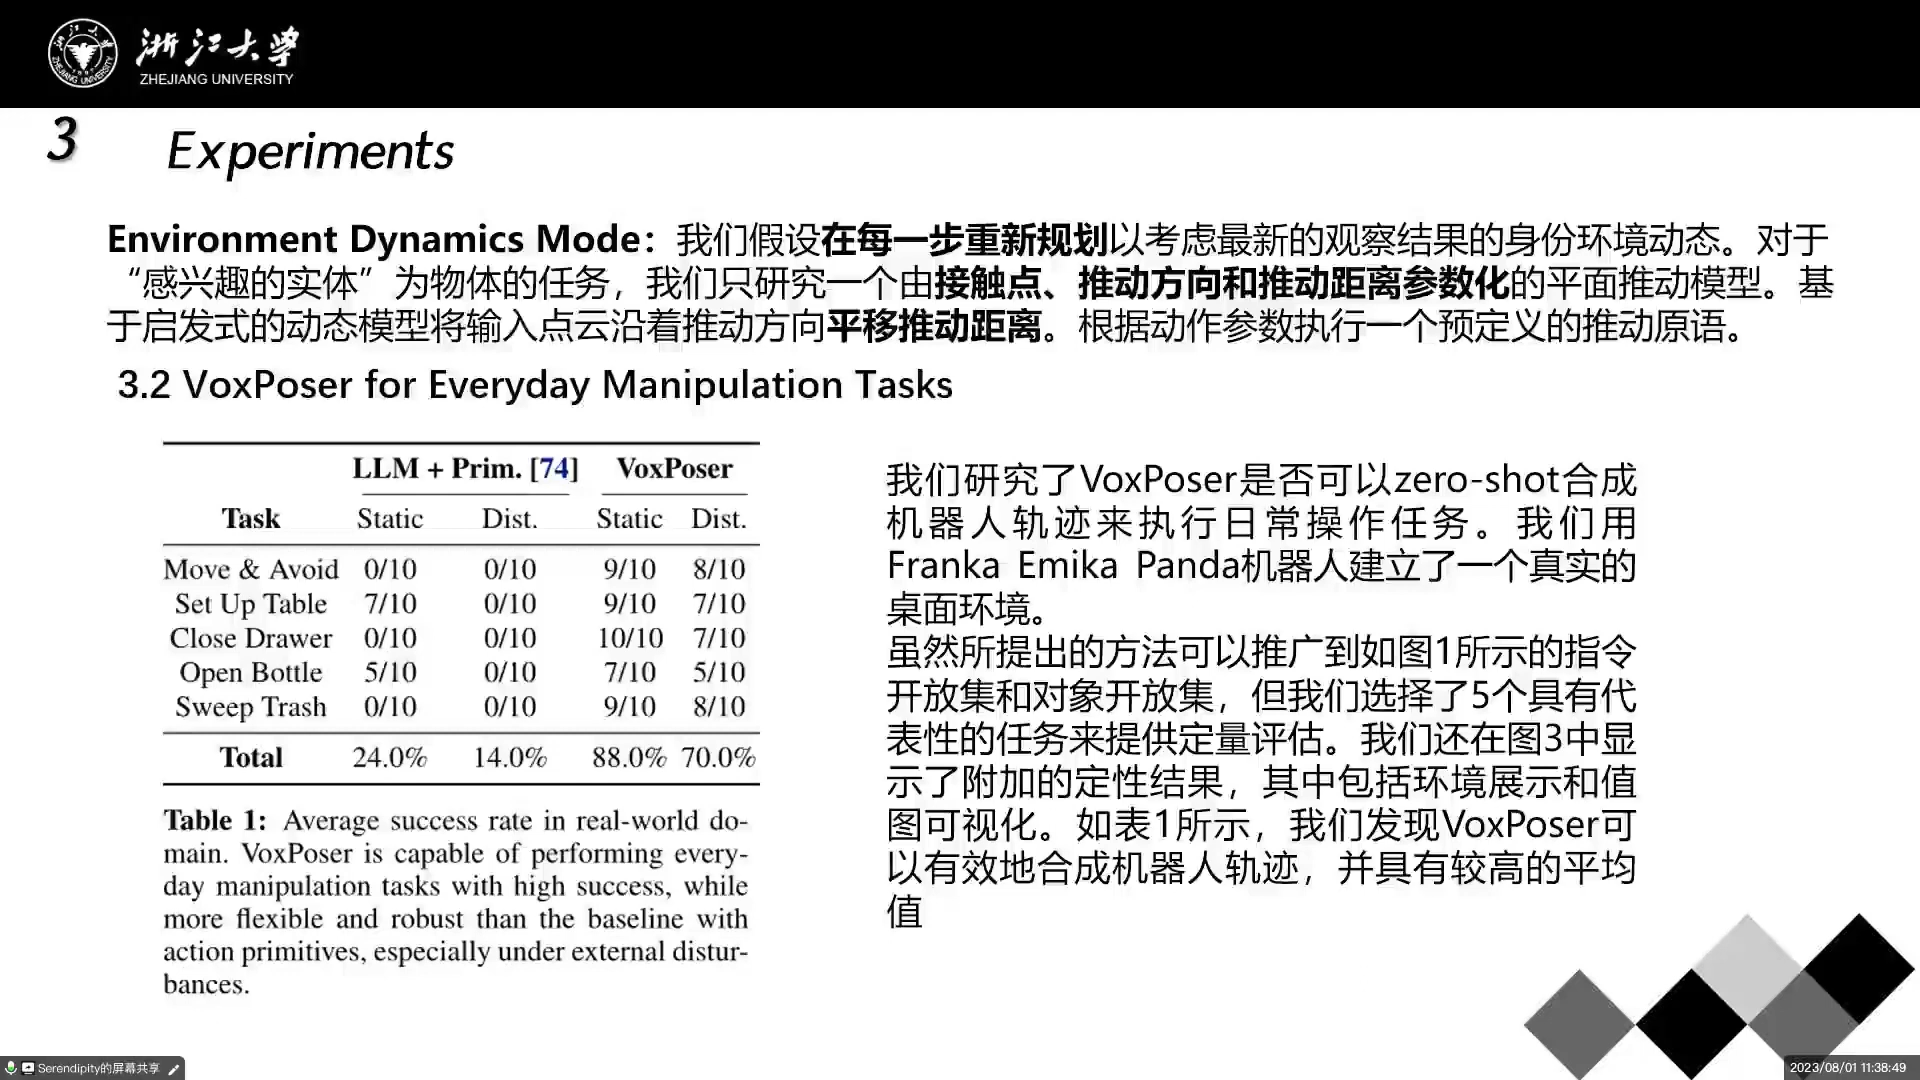 浙江大学
ZHEJIANG UNIVERSITY
3 Experiments
Environment Dynamics Mode：我们假设在每一步重新规划以考虑最新的观察结果的身份环境动态。对于
“感兴趣的实体”为物体的任务，我们只研究一个由接触点、推动方向和推动距离参数化的平面推动模型。基
于启发式的动态模型将输入点云沿着推动方向平移推动距离。根据动作参数执行一个预定义的推动原语。
3.2 VoxPoser for Everyday Manipulation Tasks
LLM + Prim. [74] VoxPoser
Task Static Dist. Static Dist.
Move & Avoid 0/10 0/10 9/10 8/10
Set Up Table 7/10 0/10 9/10 7/10
Close Drawer 0/10 0/10 10/10 7/10
Open Bottle 5/10 0/10 7/10 5/10
Sweep Trash 0/10 0/10 9/10 8/10
Total 24.0% 14.0% 88.0% 70.0%
Table 1: Average success rate in real-world do-
main. VoxPoser is capable of performing every-
day manipulation tasks with high success, while
more flexible and robust than the baseline with
action primitives, especially under external distur-
bances.
我们研究了VoxPoser是否可以zero-shot合成
机器人轨迹来执行日常操作任务。我们用
Franka Emika Panda机器人建立了一个真实的
桌面环境。
虽然所提出的方法可以推广到如图1所示的指令
开放集和对象开放集，但我们选择了5个具有代
表性的任务来提供定量评估。我们还在图3中显
示了附加的定性结果，其中包括环境展示和值
图可视化。如表1所示，我们发现VoxPoser可
以有效地合成机器人轨迹，并具有较高的平均
值
Serendipity的屏幕共享
2023/08/01 11:38:49